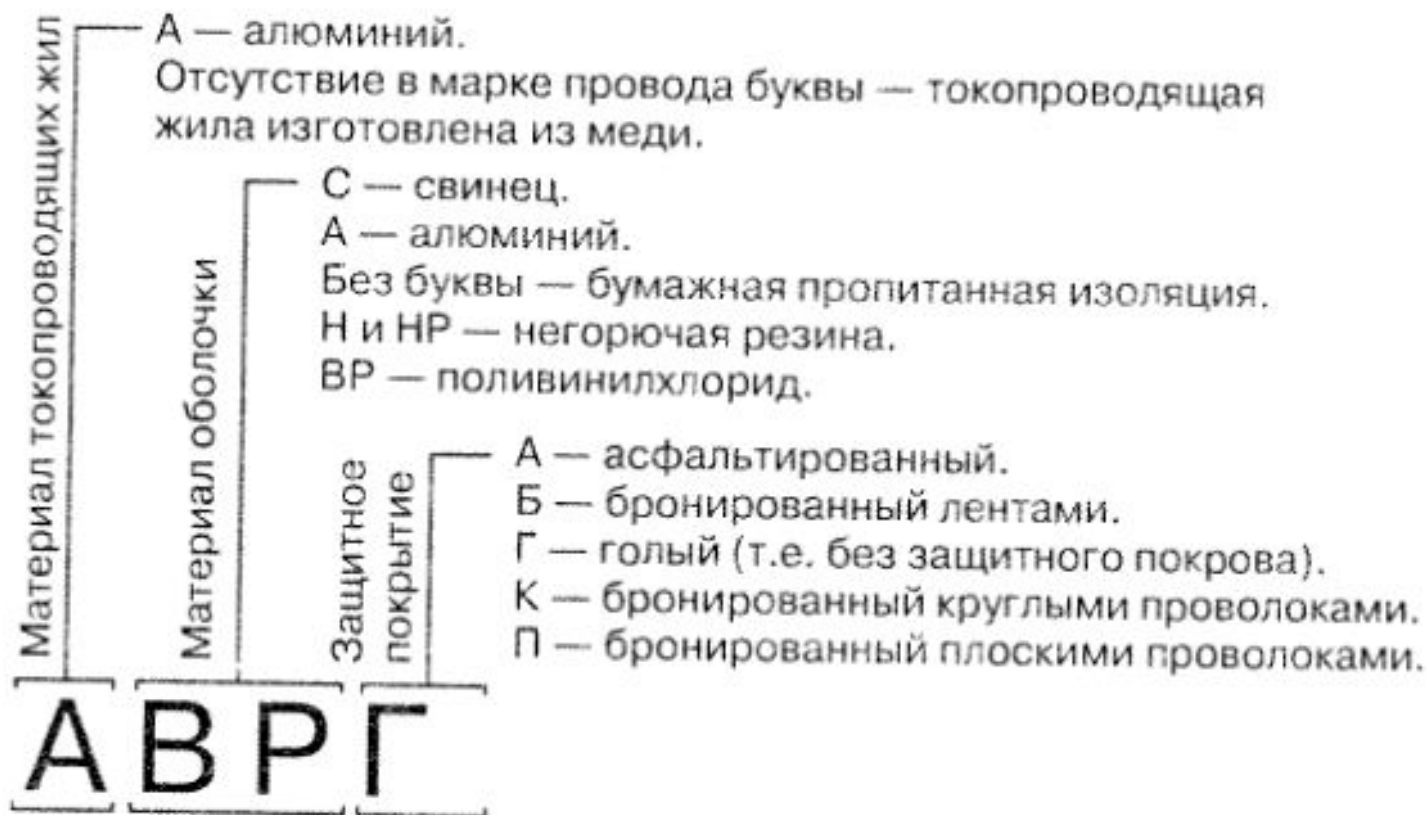 Материал токопроводящих жил
А — алюминий.
Отсутствие в марке провода буквы — токопроводящая
жила изготовлена из меди.
Материал оболочки
С — свинец.
А — алюминий.
Без буквы — бумажная пропитанная изоляция.
Н и НР — негорючая резина.
ВР — поливинилхлорид.
Защитное
покрытие
А — асфальтированный.
Б — бронированный лентами.
Г — голый (т.е. без защитного покрова).
К — бронированный круглыми проволоками.
П — бронированный плоскими проволоками.
АВРГ